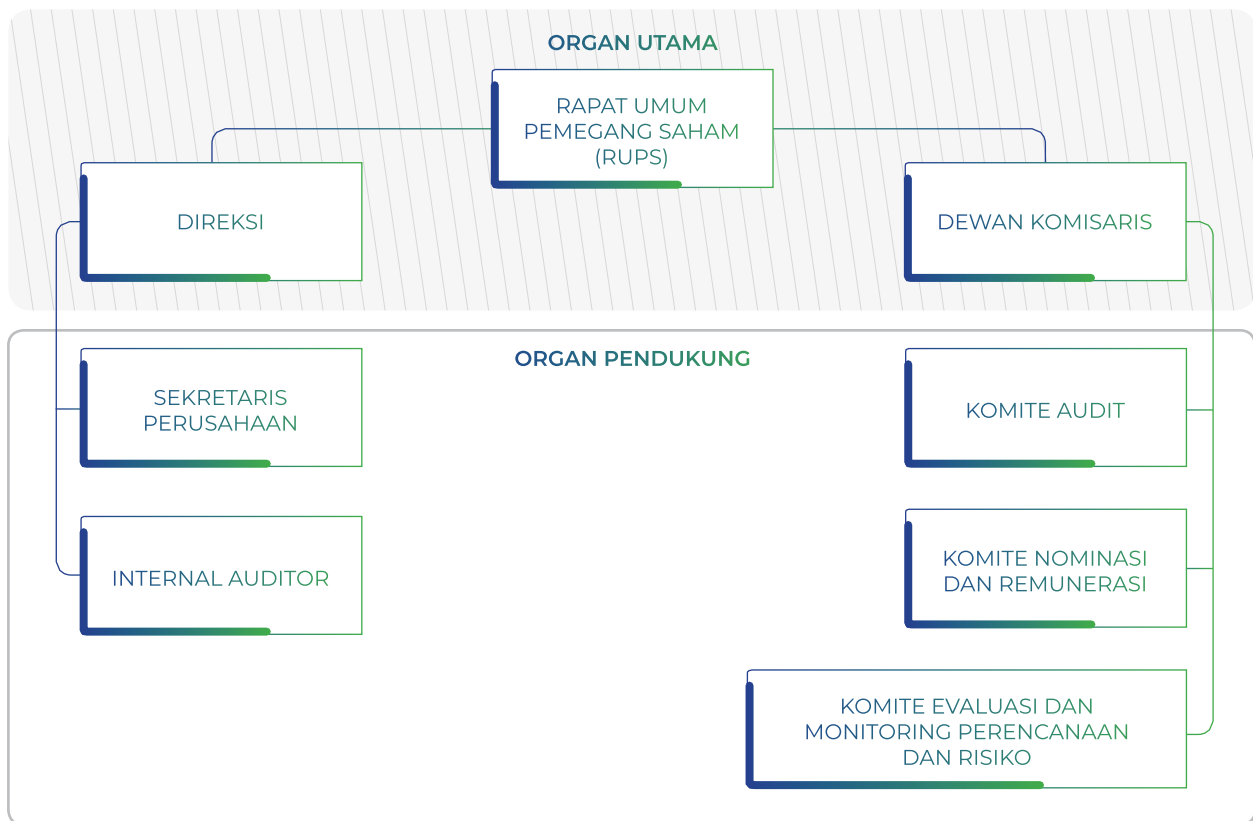 ORGAN UTAMA
RAPAT UMUM
PEMEGANG SAHAM
(RUPS)
DIREKSI
DEWAN KOMISARIS
ORGAN PENDUKUNG
SEKRETARIS
PERUSAHAAN
KOMITE AUDIT
INTERNAL AUDITOR
KOMITE NOMINASI
DAN REMUNERASI
KOMITE EVALUASI DAN
MONITORING PERENCANAAN
DAN RISIKO